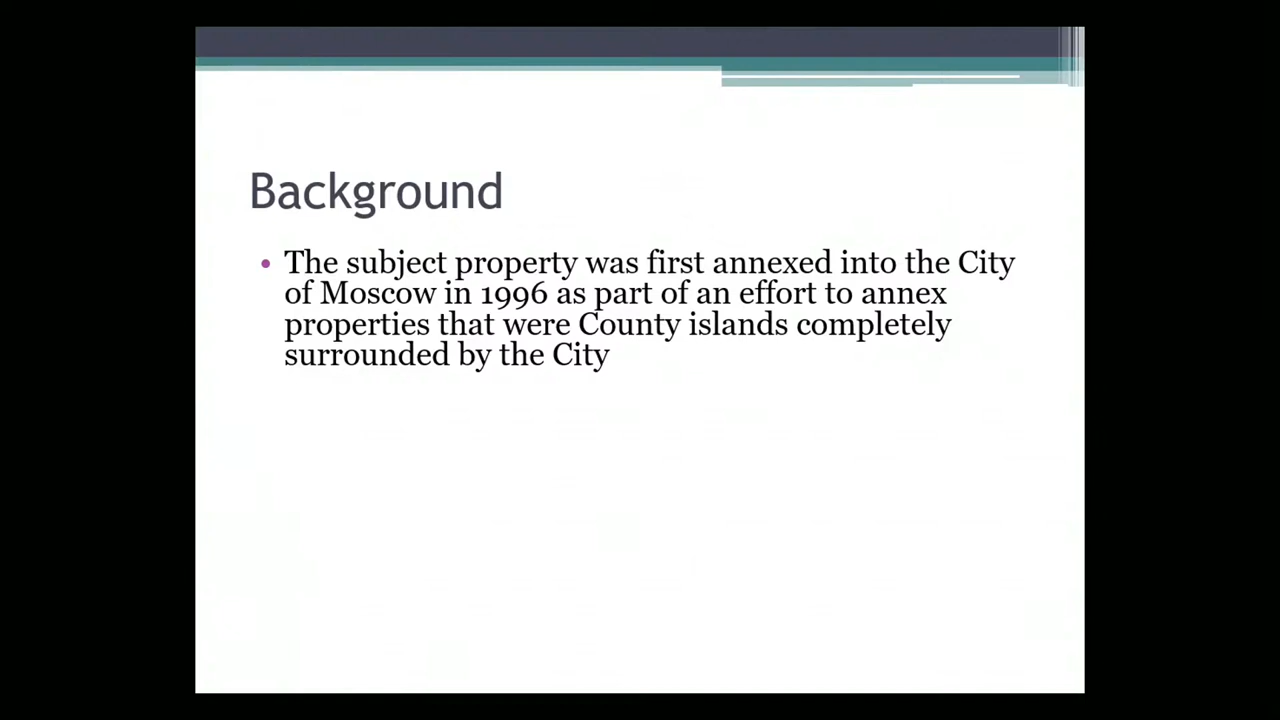 Background
• The subject property was first annexed into the City
of Moscow in 1996 as part of an effort to annex
properties that were County islands completely
surrounded by the City